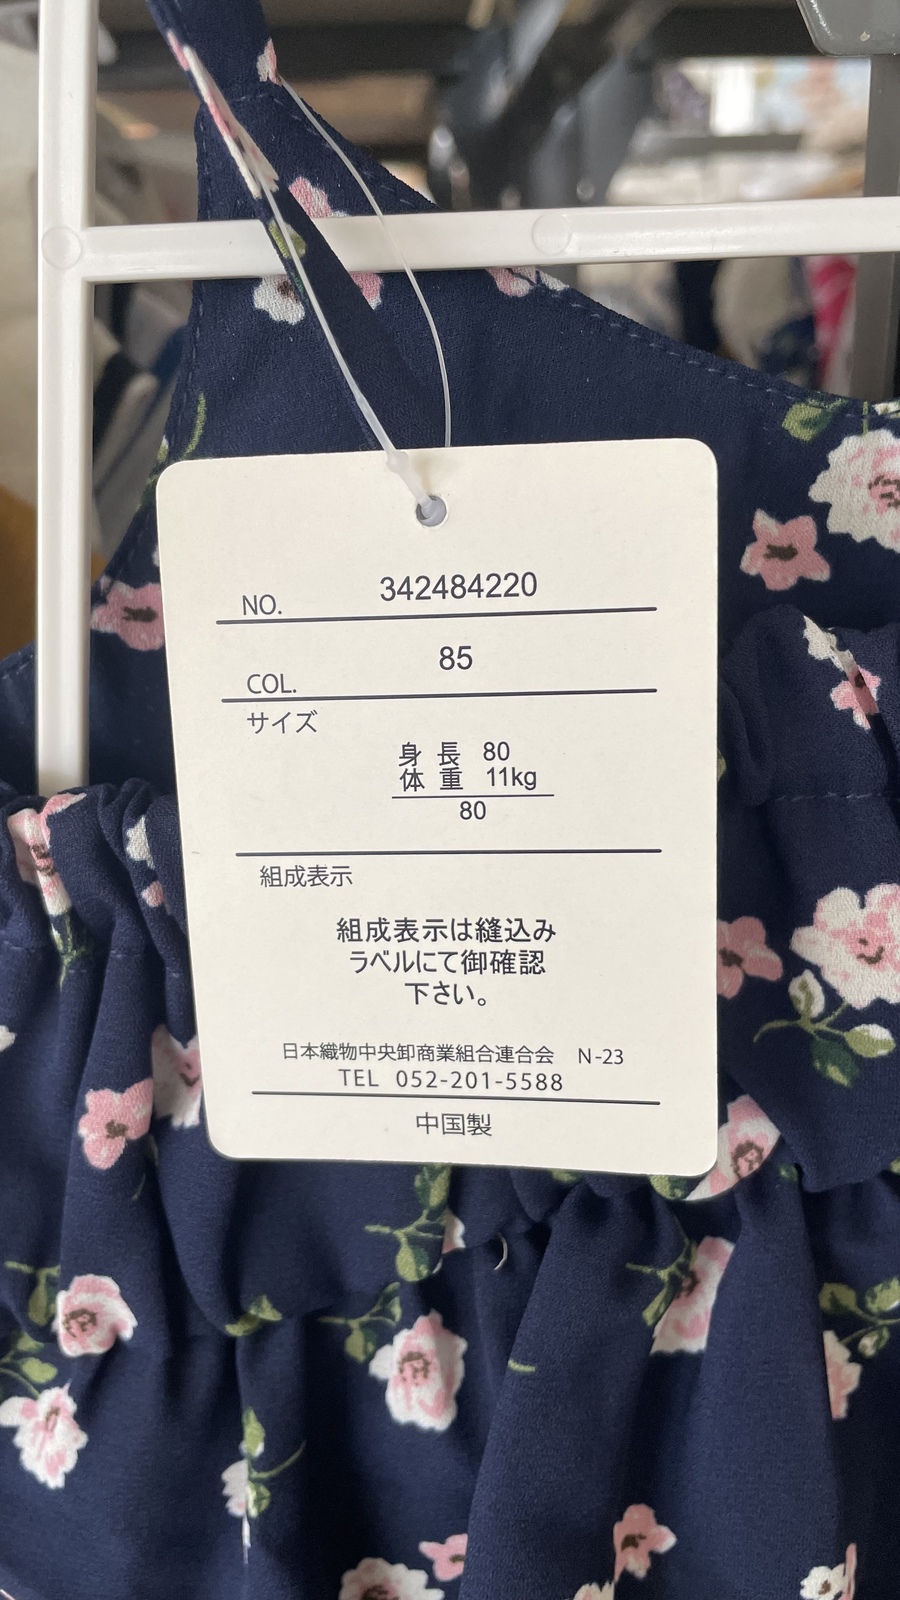 NO. 342484220
COL. 85
サイズ
身長 80
体重 11kg
80
組成表示
組成表示は縫込み
ラベルにて御確認
下さい。
日本織物中央卸商業組合連合会 N-23
TEL 052-201-5588
中国製